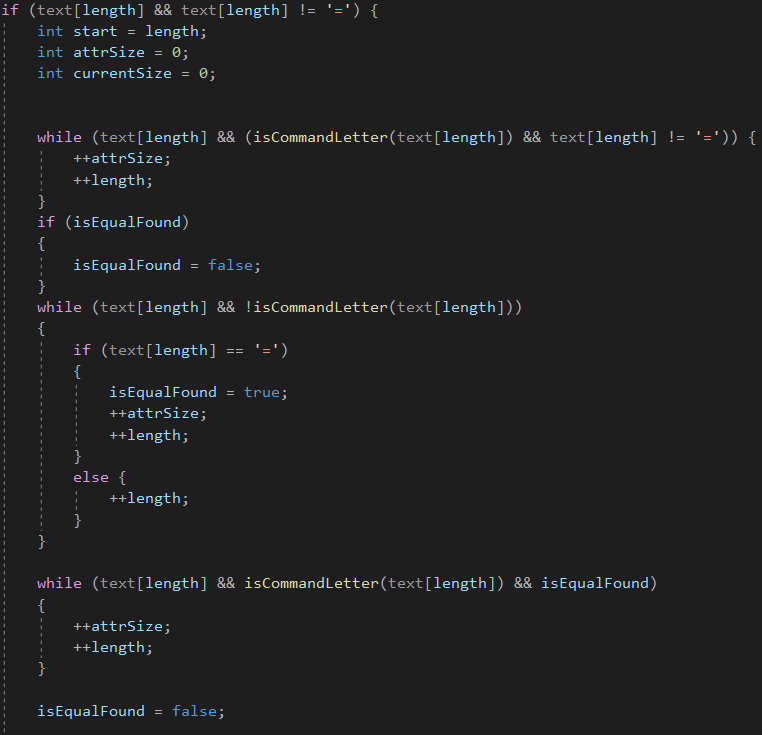 if (text[length] && text[length] != '=') {
int start = length;
int attrSize = 0;
int currentSize = 0;
while (text[length] && (isCommandLetter(text[length]) && text[length] != '=')) {
++attrSize;
++length;
}
if (isEqualFound)
{
isEqualFound = false;
}
while (text[length] && !isCommandLetter(text[length]))
{
if (text[length] == '=')
{
isEqualFound = true;
++attrSize;
++length;
}
else {
++length;
}
}
while (text[length] && isCommandLetter(text[length]) && isEqualFound)
{
++attrSize;
++length;
}
isEqualFound = false;